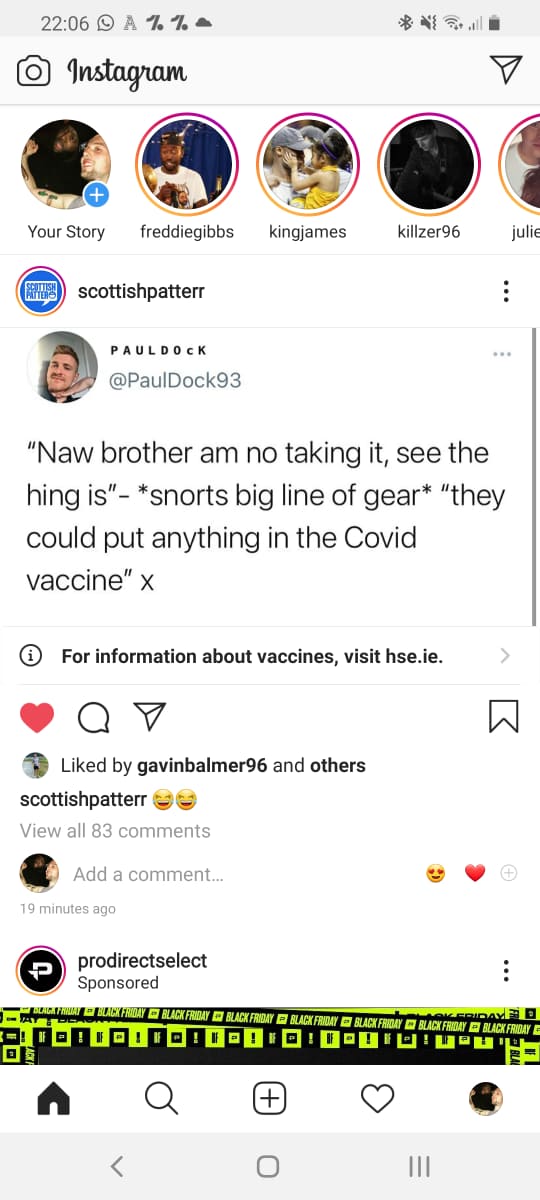 22:06
Instagram
Your Story freddiegibbs kingjames killzer96 julie
SCOTTISH
PATTER
scottishpatterr
PAULDOcK
@PaulDock93
“Naw brother am no taking it, see the
hing is”- *snorts big line of gear* “they
could put anything in the Covid
vaccine” x
For information about vaccines, visit hse.ie.
Liked by gavinbalmer96 and others
scottishpatterr 😆😆
View all 83 comments
Add a comment...
19 minutes ago
prodirectselect
Sponsored
BLACK FRIDAY BLACK FRIDAY BLACK FRIDAY BLACK FRIDAY BLACK FRIDAY BLACK FRIDAY BLACK FRIDAY BLACK FRIDAY